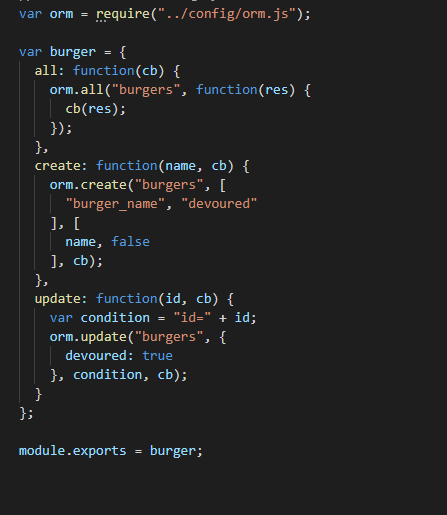 var orm = require("../config/orm.js");
var burger = {
  all: function(cb) {
    orm.all("burgers", function(res) {
      cb(res);
    });
  },
  create: function(name, cb) {
    orm.create("burgers", [
      "burger_name", "devoured"
    ], [
      name, false
    ], cb);
  },
  update: function(id, cb) {
    var condition = "id=" + id;
    orm.update("burgers", {
      devoured: true
    }, condition, cb);
  }
};
module.exports = burger;